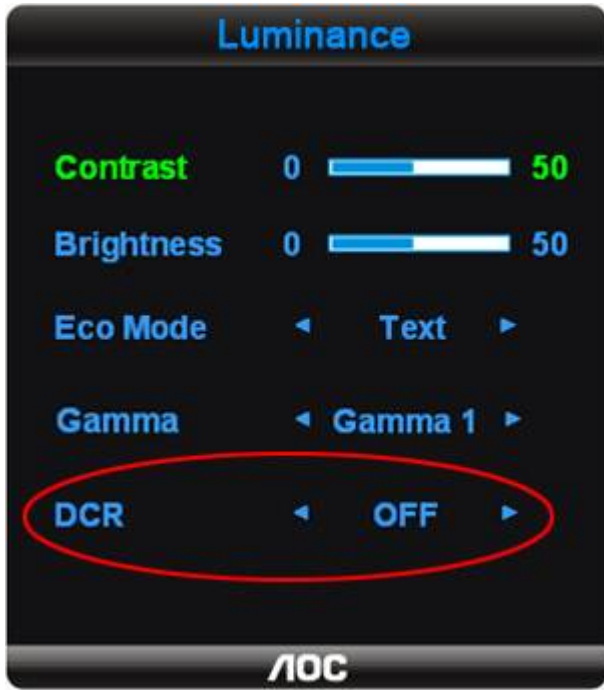 Luminance
Contrast 0 50
Brightness 0 50
Eco Mode Text
Gamma Gamma 1
DCR OFF
AOC